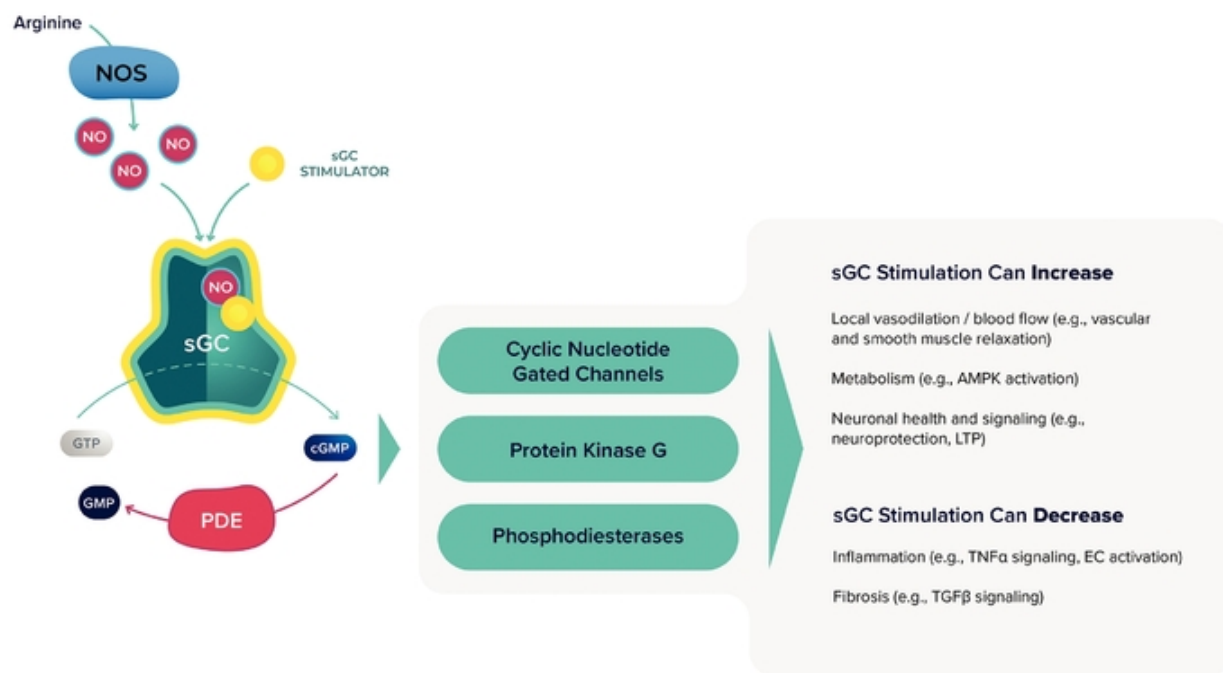 Arginine
NOS
NO
NO
NO
sGC
STIMULATOR
NO
sGC
GTP
cGMP
GMP
PDE
Cyclic Nucleotide
Gated Channels
Protein Kinase G
Phosphodiesterases
sGC Stimulation Can Increase
Local vasodilation / blood flow (e.g., vascular
and smooth muscle relaxation)
Metabolism (e.g., AMPK activation)
Neuronal health and signaling (e.g.,
neuroprotection, LTP)
sGC Stimulation Can Decrease
Inflammation (e.g., TNFα signaling, EC activation)
Fibrosis (e.g., TGFβ signaling)